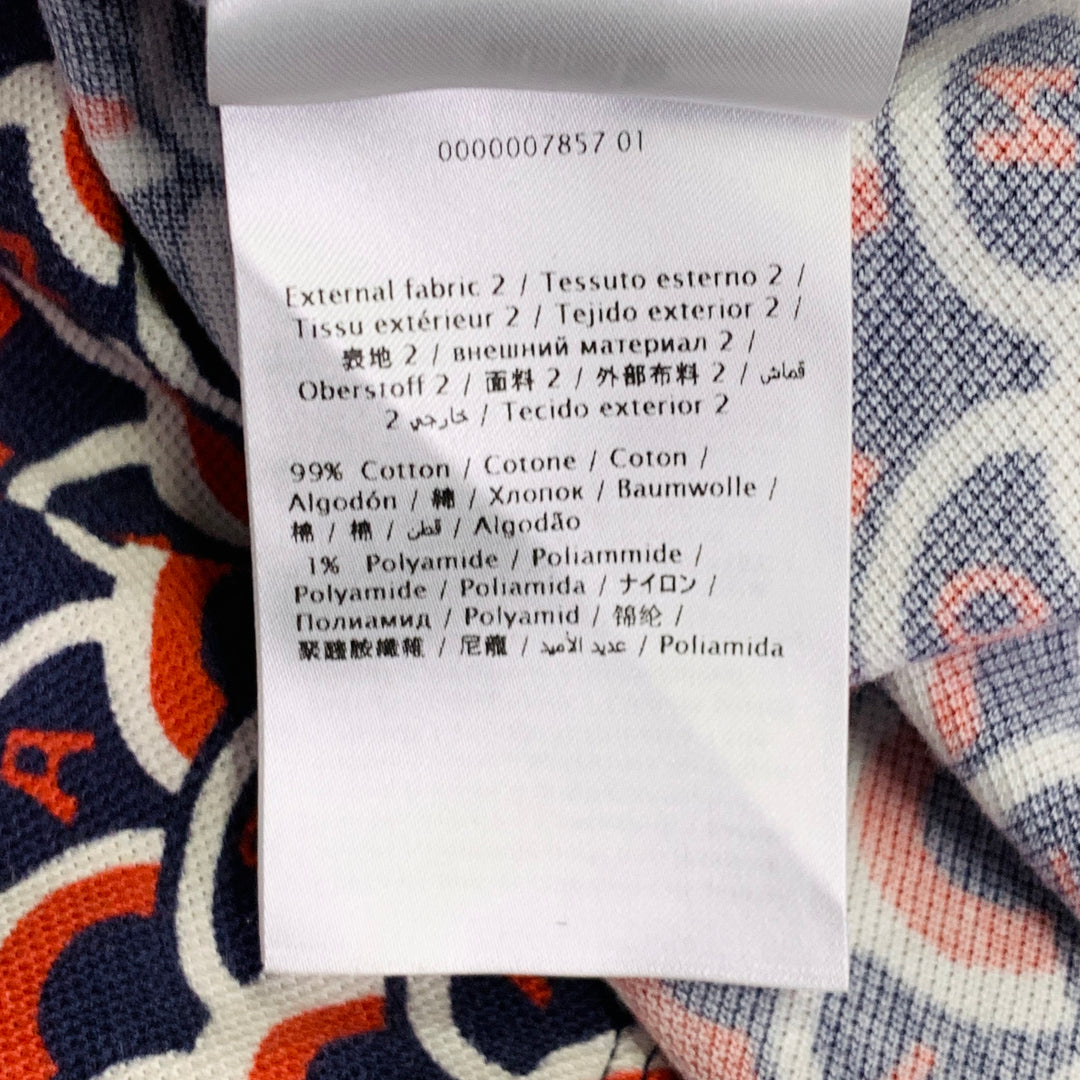 0000007857 01
External fabric 2 / Tessuto esterno 2 /
Tissu extérieur 2 / Tejido exterior 2 /
表地 2 / внешний материал 2 /
Oberstoff 2 / 面料 2 / 外部布料 2 / قماش
خارجي 2 / Tecido exterior 2
99% Cotton / Cotone / Coton /
Algodón / 綿 / Хлопок / Baumwolle /
棉 / 棉 / قطن / Algodão
1% Polyamide / Poliammide /
Polyamide / Poliamida / ナイロン /
Полиамид / Polyamid / 锦纶 /
聚醯胺纖維 / 尼龍 / عديد الأميد / Poliamida
A